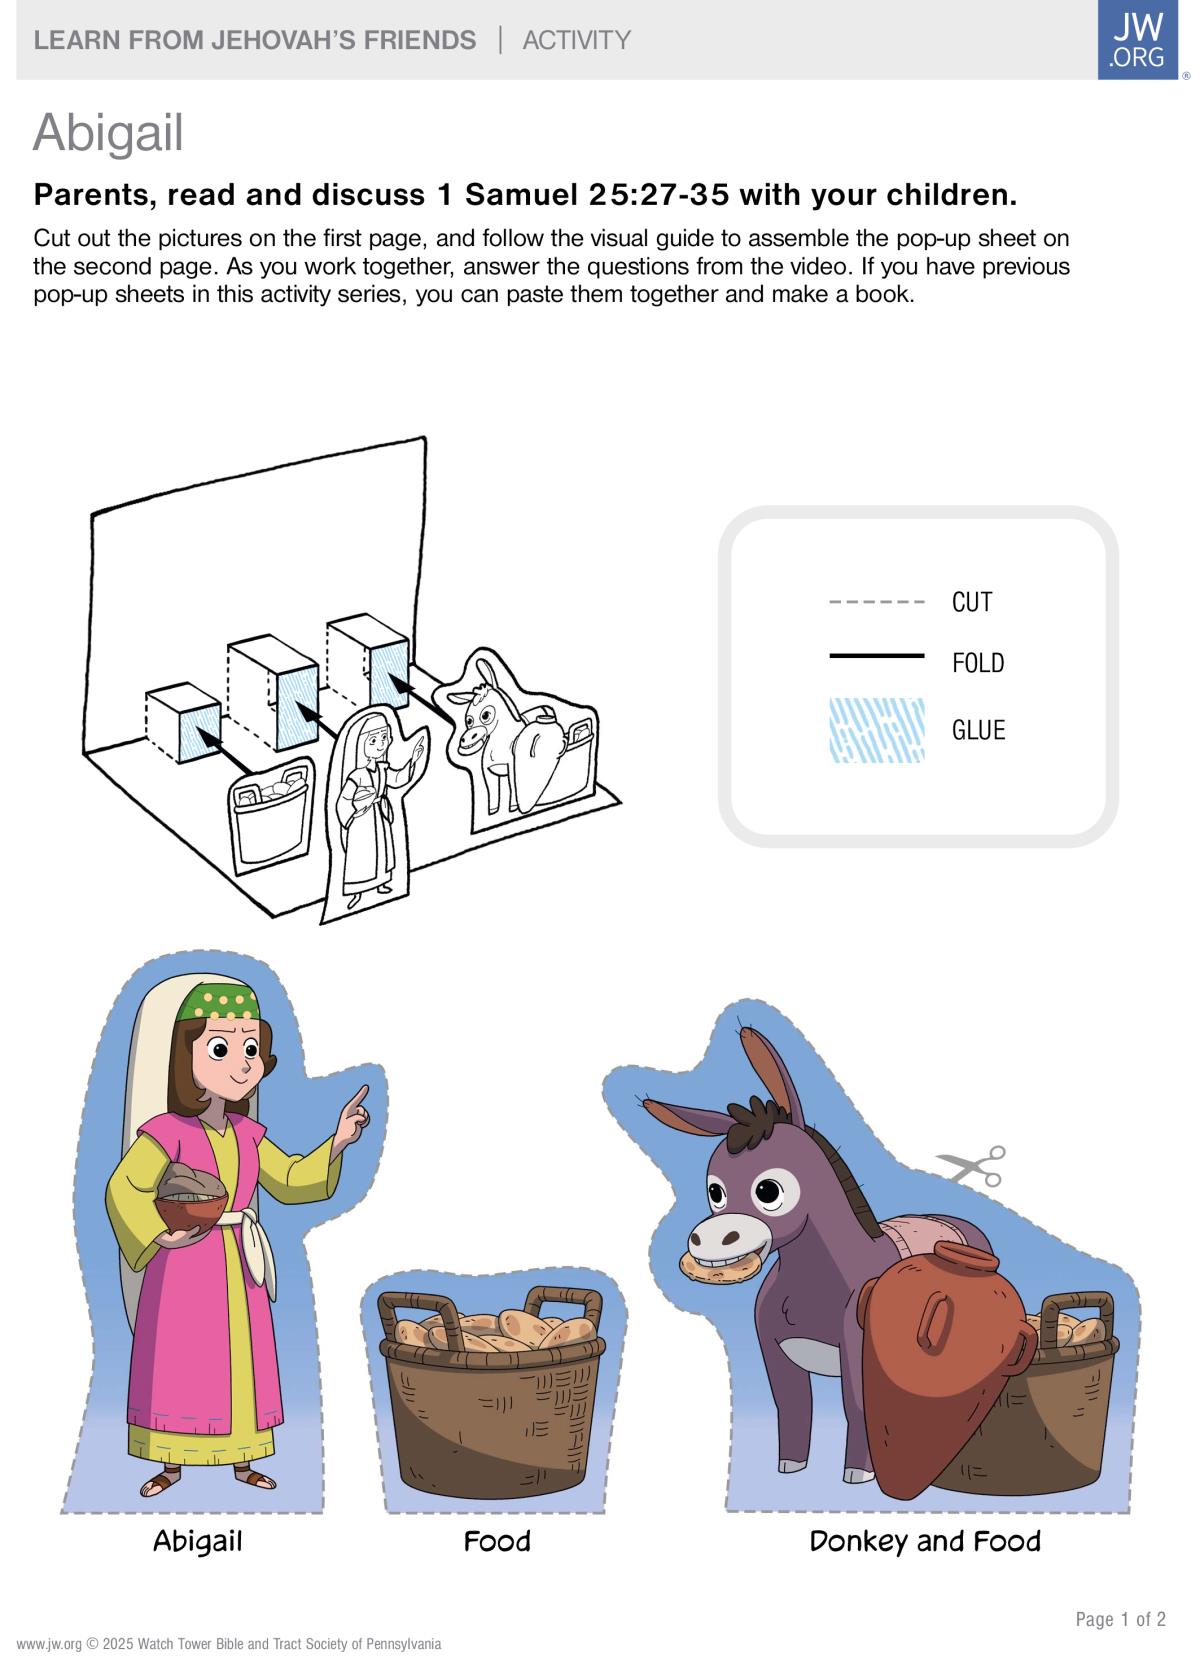 LEARN FROM JEHOVAH'S FRIENDS | ACTIVITY
JW
.ORG
®
Abigail
Parents, read and discuss 1 Samuel 25:27-35 with your children.
Cut out the pictures on the first page, and follow the visual guide to assemble the pop-up sheet on
the second page. As you work together, answer the questions from the video. If you have previous
pop-up sheets in this activity series, you can paste them together and make a book.
CUT
FOLD
GLUE
Abigail
Food
Donkey and Food
Page 1 of 2
www.jw.org © 2025 Watch Tower Bible and Tract Society of Pennsylvania